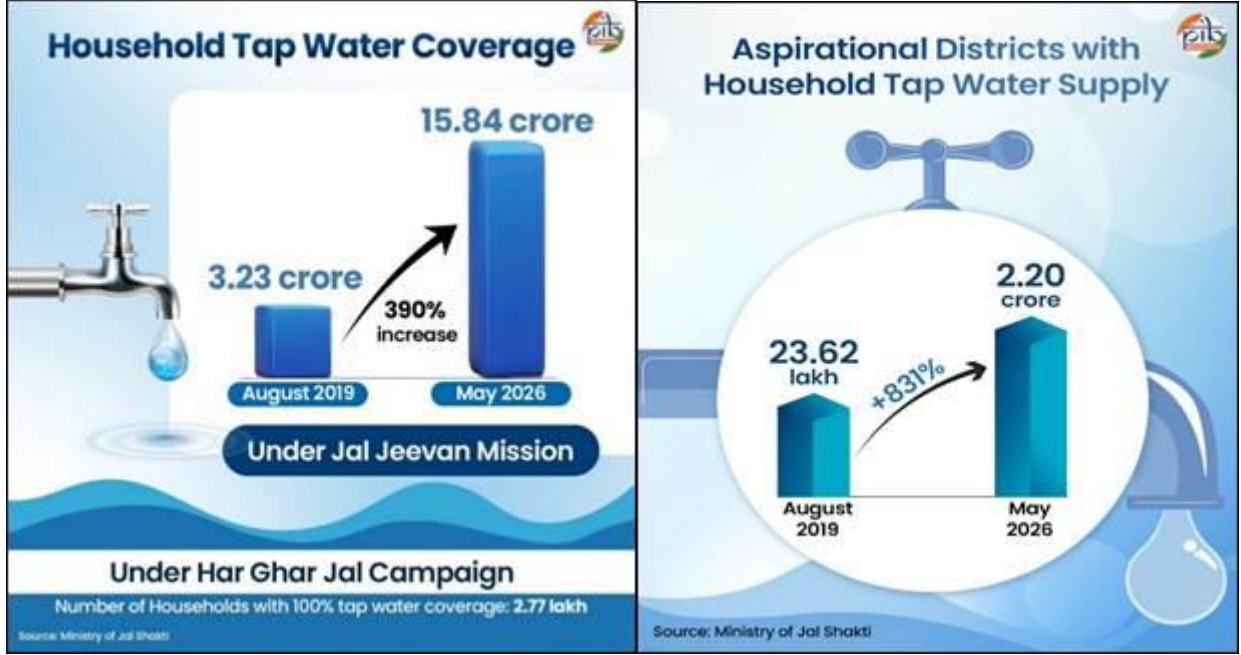 Household Tap Water Coverage
pib
15.84 crore
3.23 crore
390%
increase
August 2019
May 2026
Under Jal Jeevan Mission
Under Har Ghar Jal Campaign
Number of Households with 100% tap water coverage: 2.77 lakh
Source: Ministry of Jal Shakti
pib
Aspirational Districts with
Household Tap Water Supply
2.20
crore
23.62
lakh
+831%
August
2019
May
2026
Source: Ministry of Jal Shakti